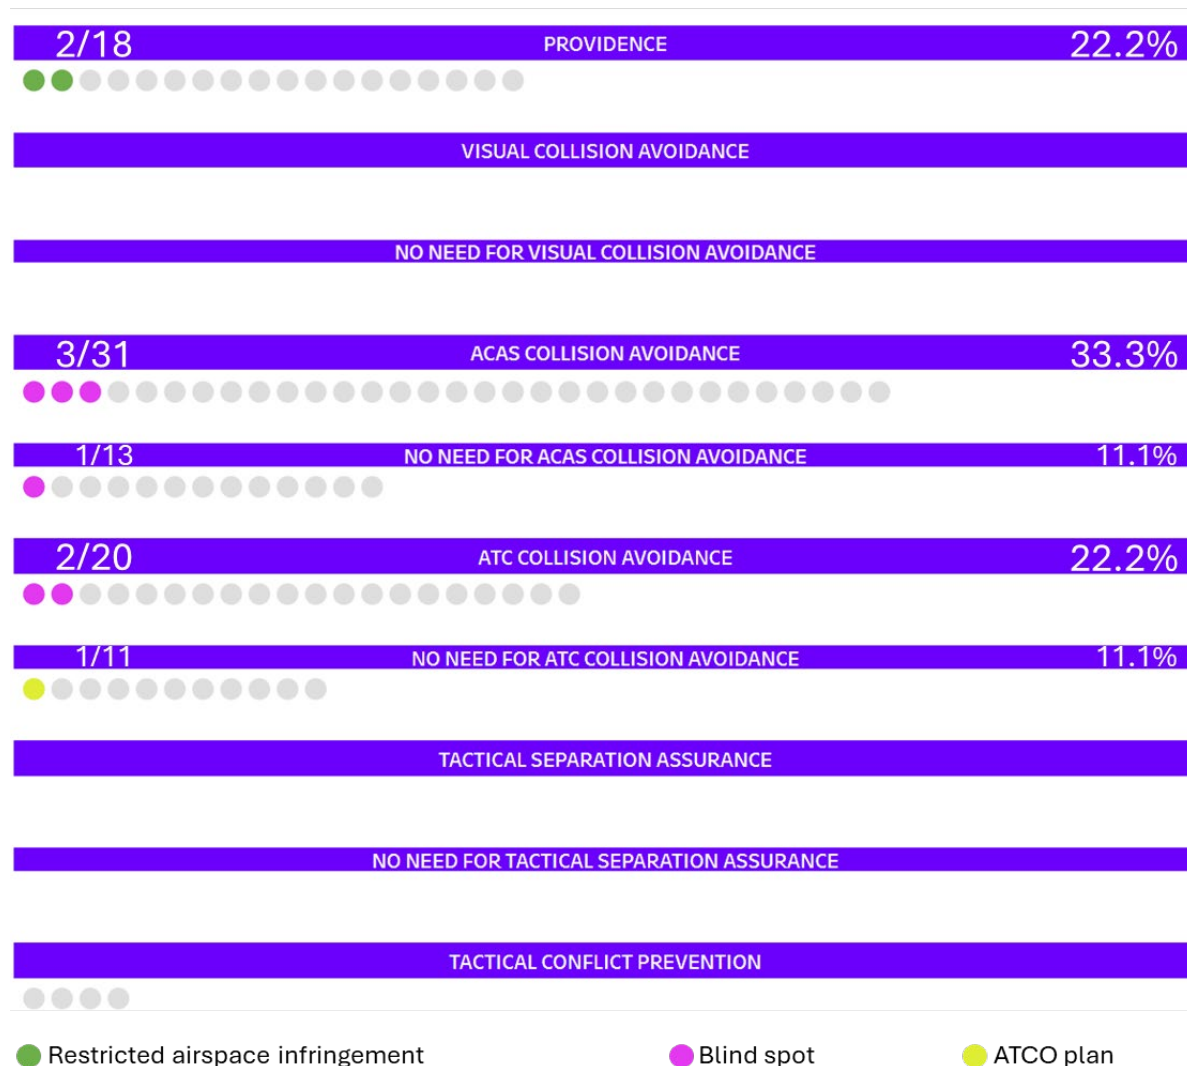 2/18 PROVIDENCE 22.2%
VISUAL COLLISION AVOIDANCE
NO NEED FOR VISUAL COLLISION AVOIDANCE
3/31 ACAS COLLISION AVOIDANCE 33.3%
1/13 NO NEED FOR ACAS COLLISION AVOIDANCE 11.1%
2/20 ATC COLLISION AVOIDANCE 22.2%
1/11 NO NEED FOR ATC COLLISION AVOIDANCE 11.1%
TACTICAL SEPARATION ASSURANCE
NO NEED FOR TACTICAL SEPARATION ASSURANCE
TACTICAL CONFLICT PREVENTION
Restricted airspace infringement Blind spot ATCO plan